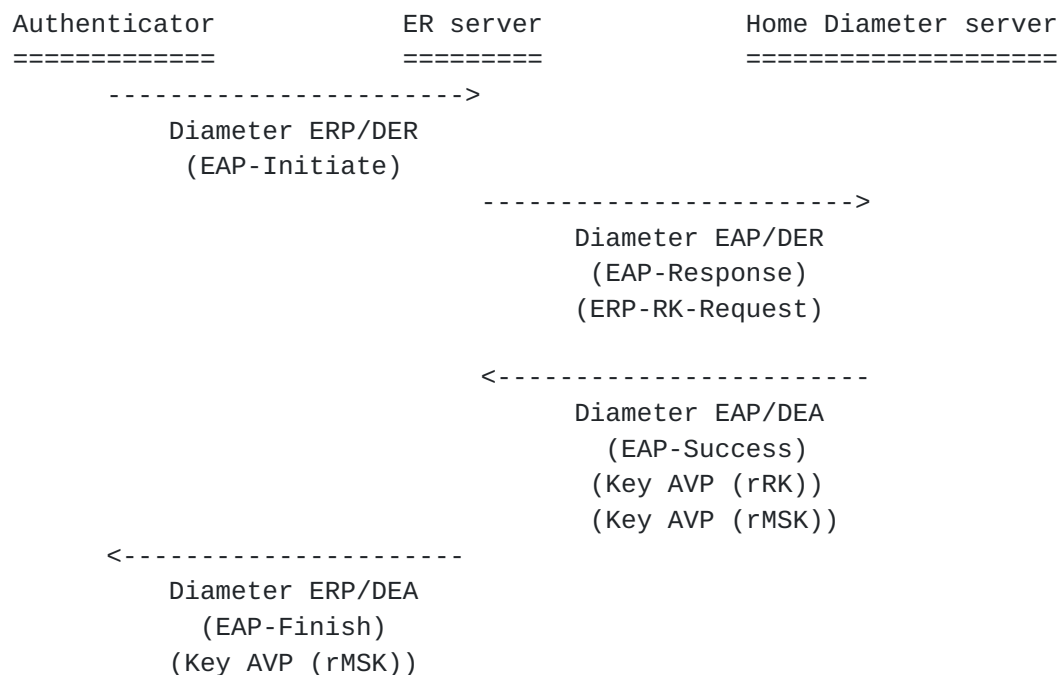 Authenticator            ER server             Home Diameter server
=============            =========             ====================
      ----------------------->
          Diameter ERP/DER
           (EAP-Initiate)
                              ------------------------>
                                    Diameter EAP/DER
                                     (EAP-Response)
                                    (ERP-RK-Request)

                              <------------------------
                                    Diameter EAP/DEA
                                      (EAP-Success)
                                     (Key AVP (rRK))
                                     (Key AVP (rMSK))
      <----------------------
          Diameter ERP/DEA
            (EAP-Finish)
          (Key AVP (rMSK))